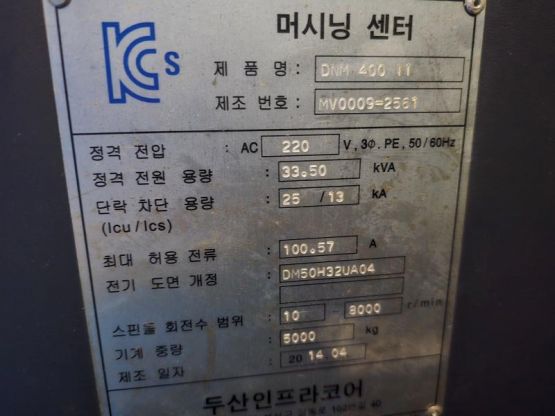 KCs
머시닝 센터
제 품 명 : DNM 400 II
제조 번호 : MV0009-2561
정격 전압 : AC 220 V, 3Φ. PE, 50/60Hz
정격 전원 용량 : 33.50 kVA
단락 차단 용량 : 25 / 13 kA
(Icu/Ics)
최대 허용 전류 : 100.57 A
전기 도면 개정 : DM50H32UA04
스핀들 회전수 범위 : 10 - 8000 r/min
기계 중량 : 5000 kg
제조 일자 : 2014.04
두산인프라코어